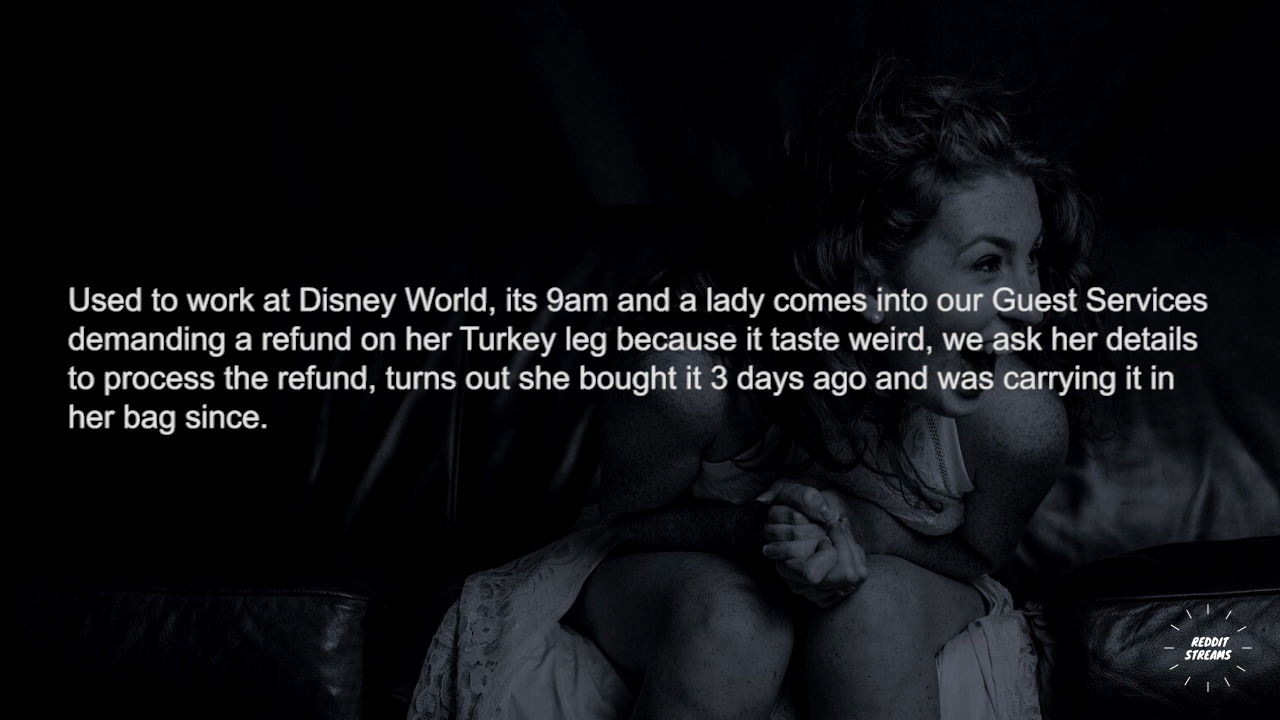 Used to work at Disney World, its 9am and a lady comes into our Guest Services
demanding a refund on her Turkey leg because it taste weird, we ask her details
to process the refund, turns out she bought it 3 days ago and was carrying it in
her bag since.
REDDIT
STREAMS